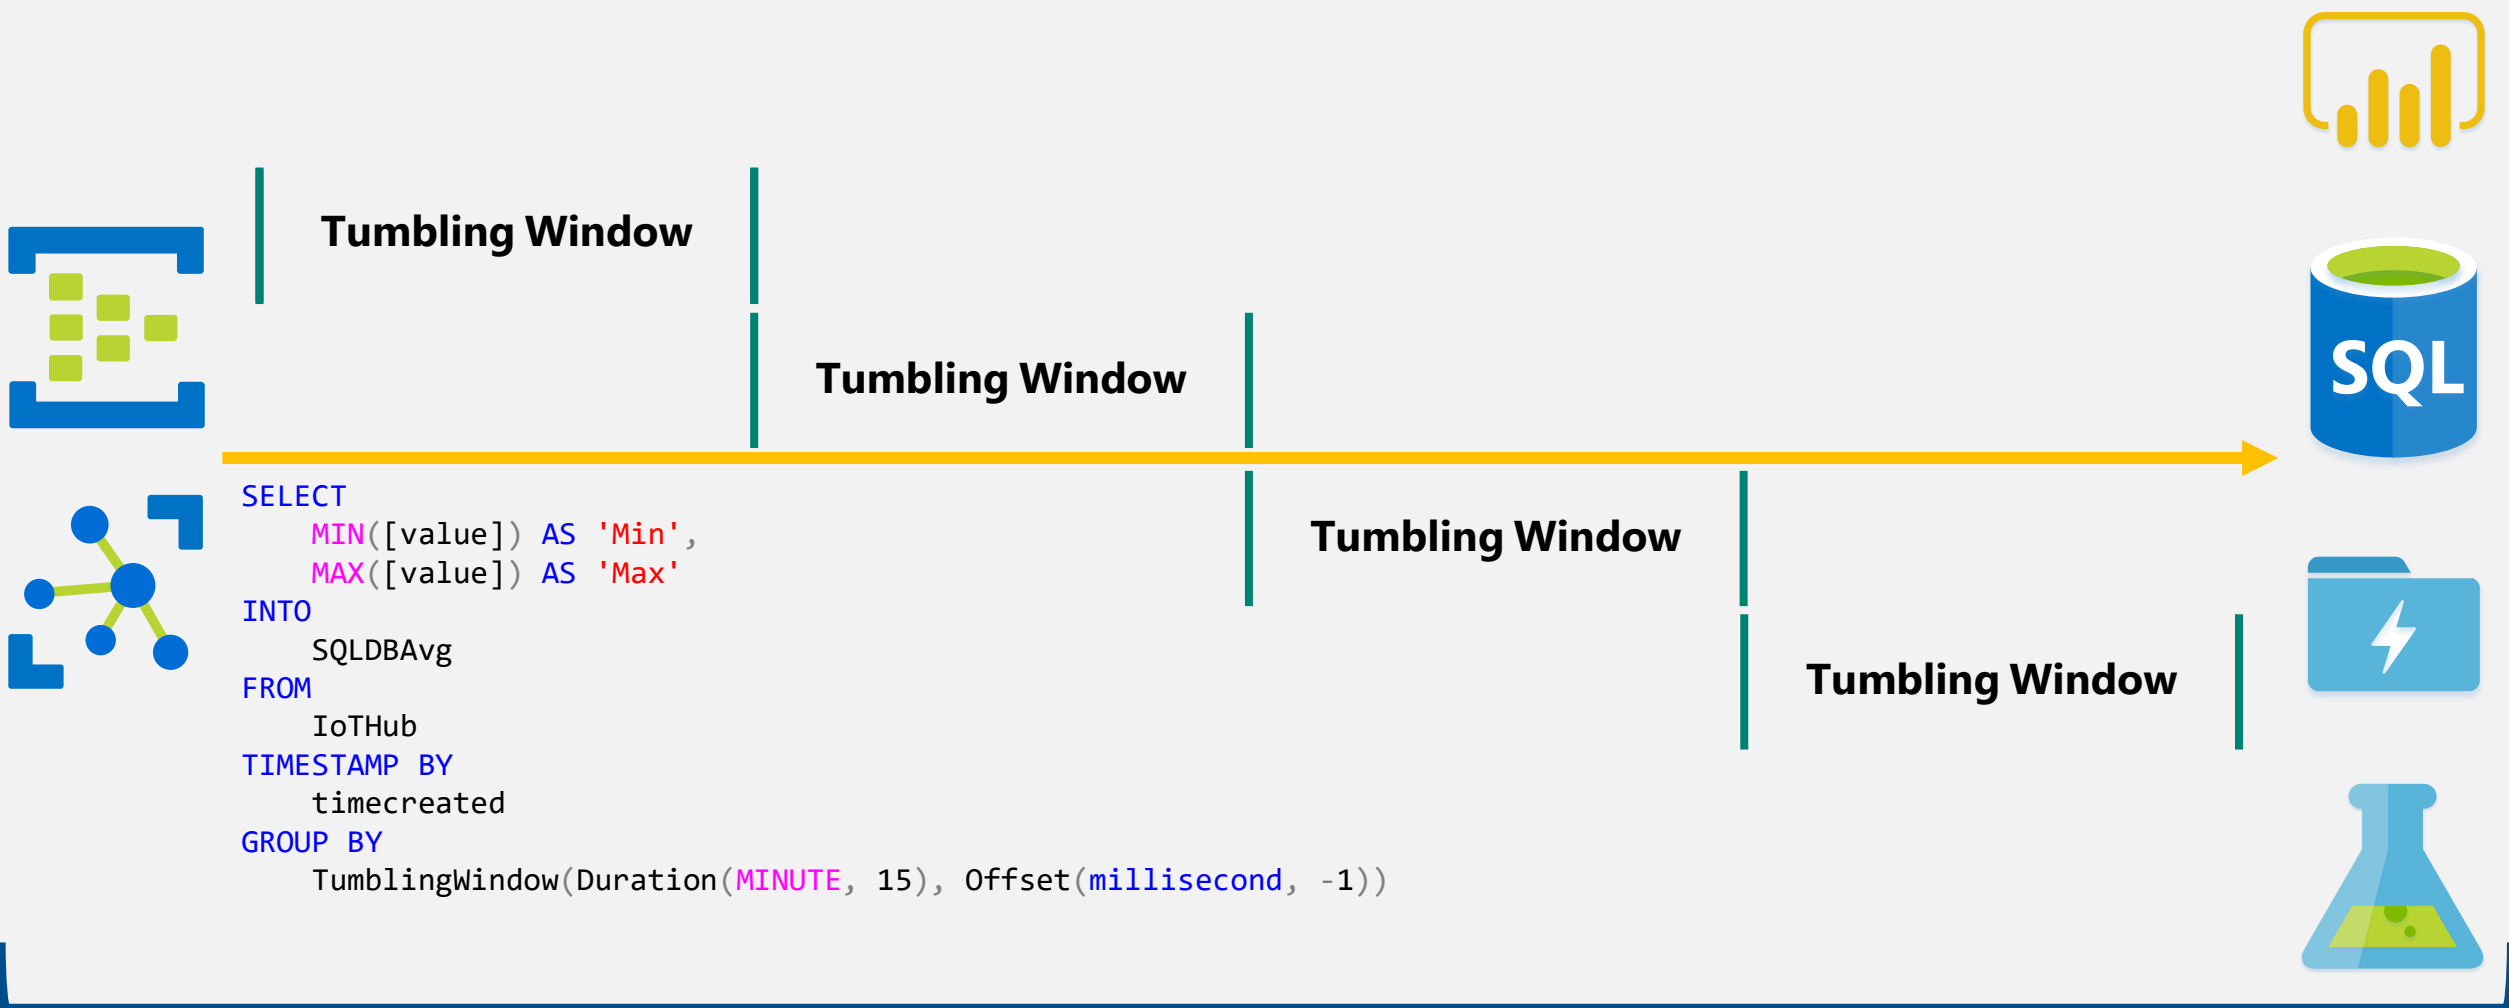 Tumbling Window
Tumbling Window
SQL
SELECT
    MIN([value]) AS 'Min',
    MAX([value]) AS 'Max'
INTO
    SQLDBAvg
FROM
    IoTHub
TIMESTAMP BY
    timecreated
GROUP BY
    TumblingWindow(Duration(MINUTE, 15), Offset(millisecond, -1))
Tumbling Window
Tumbling Window